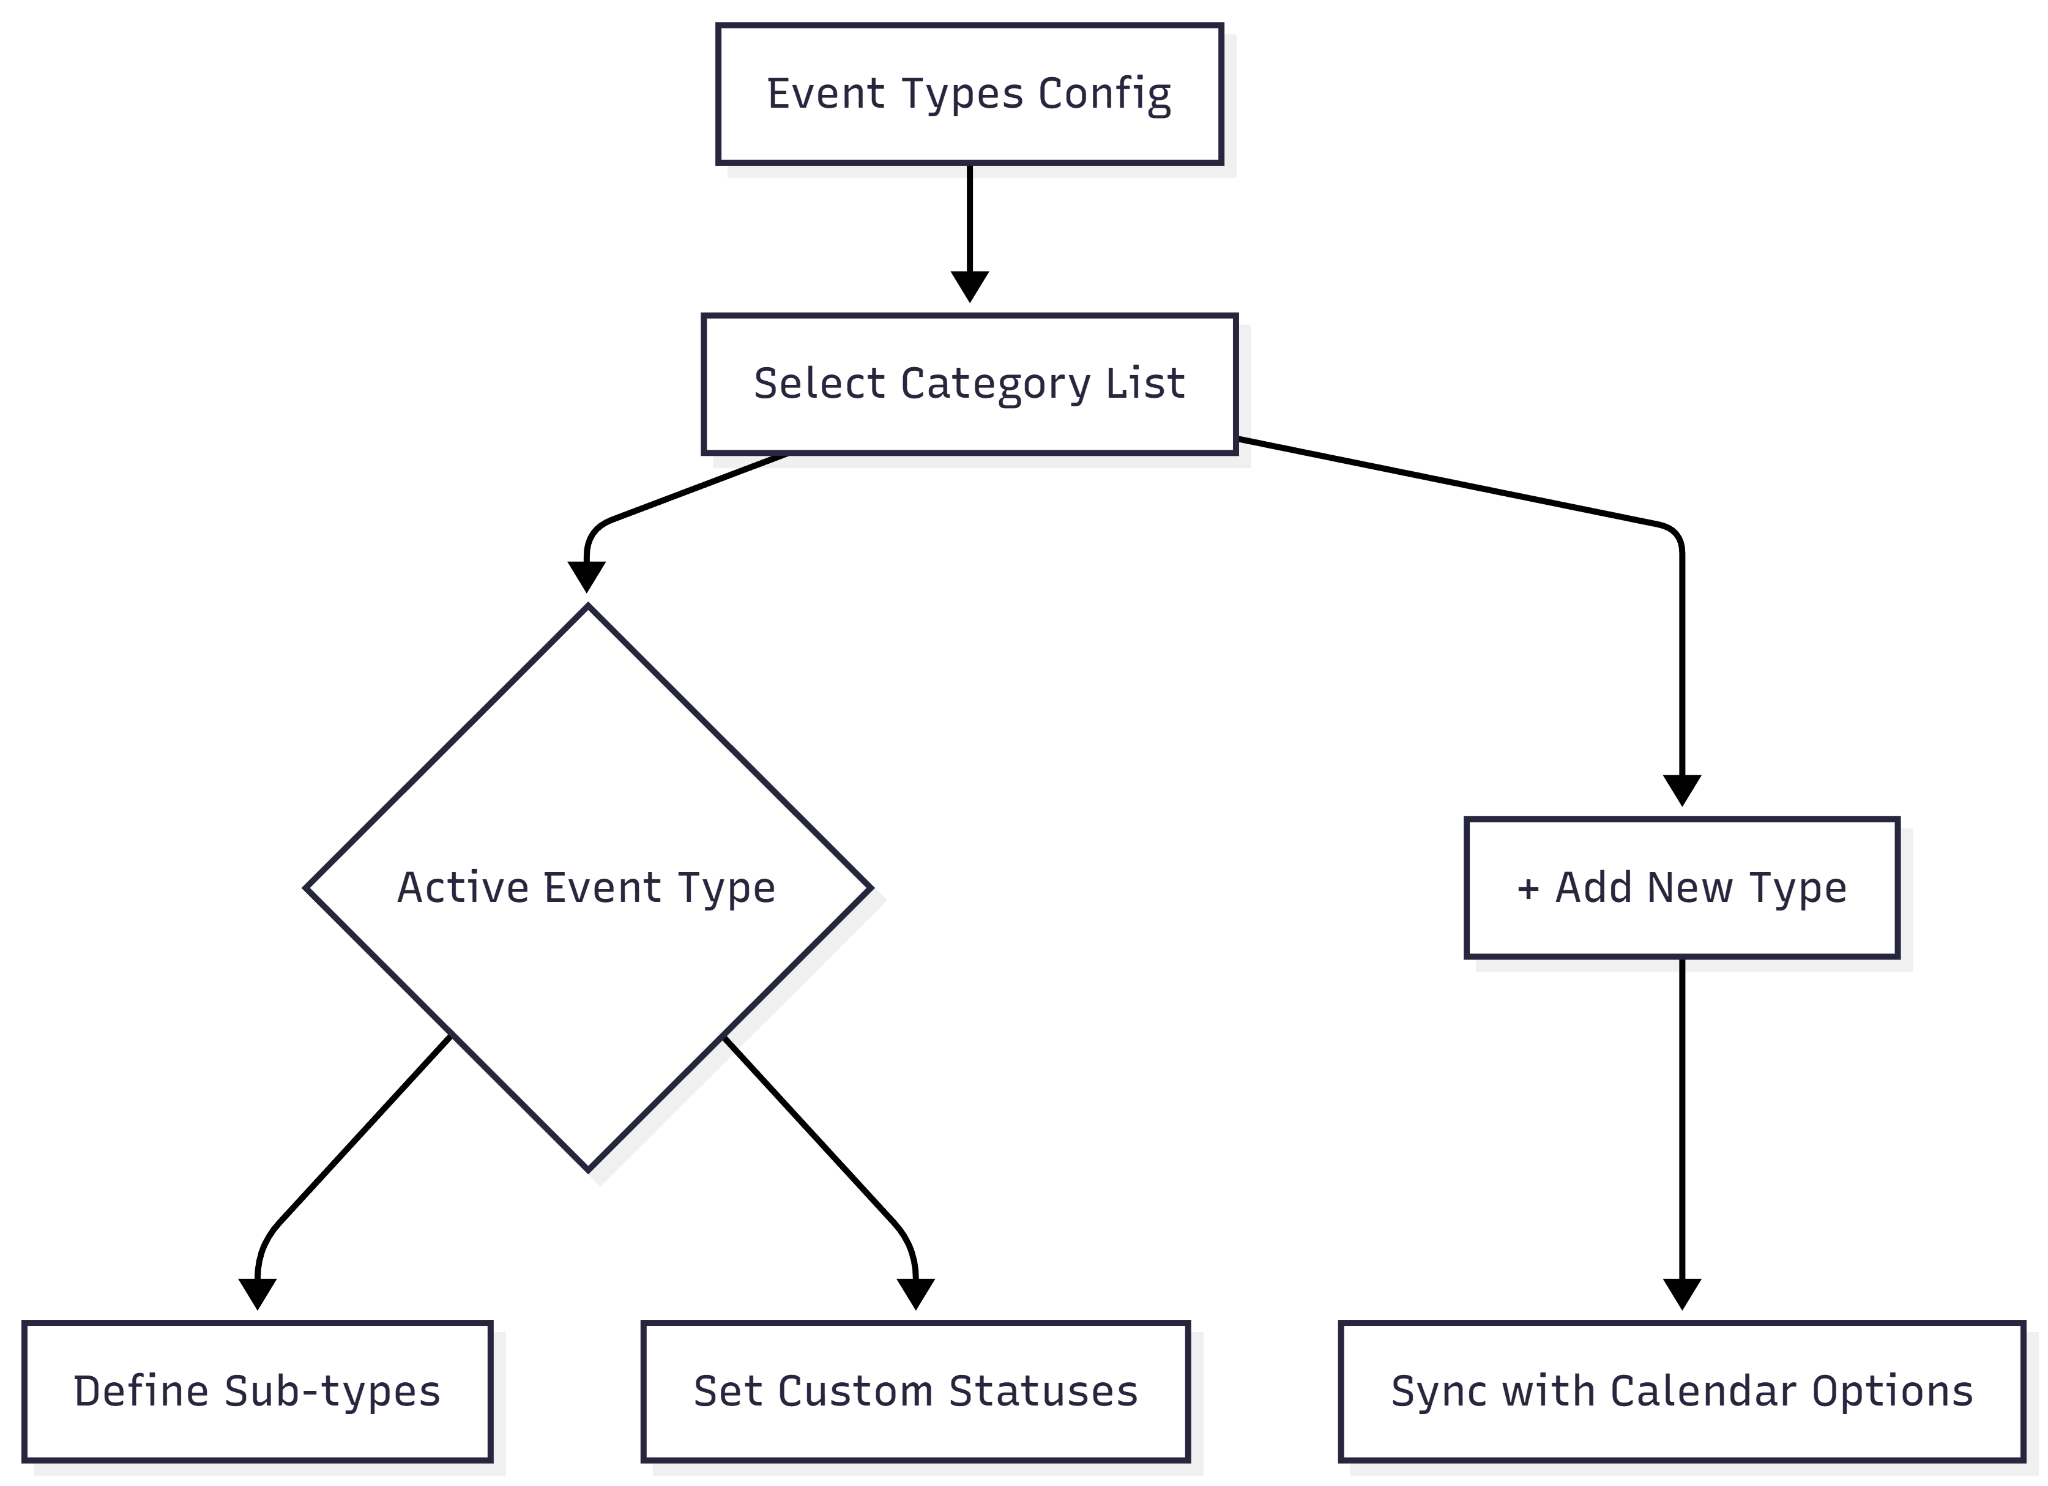 Event Types Config
Select Category List
Active Event Type
+ Add New Type
Define Sub-types
Set Custom Statuses
Sync with Calendar Options